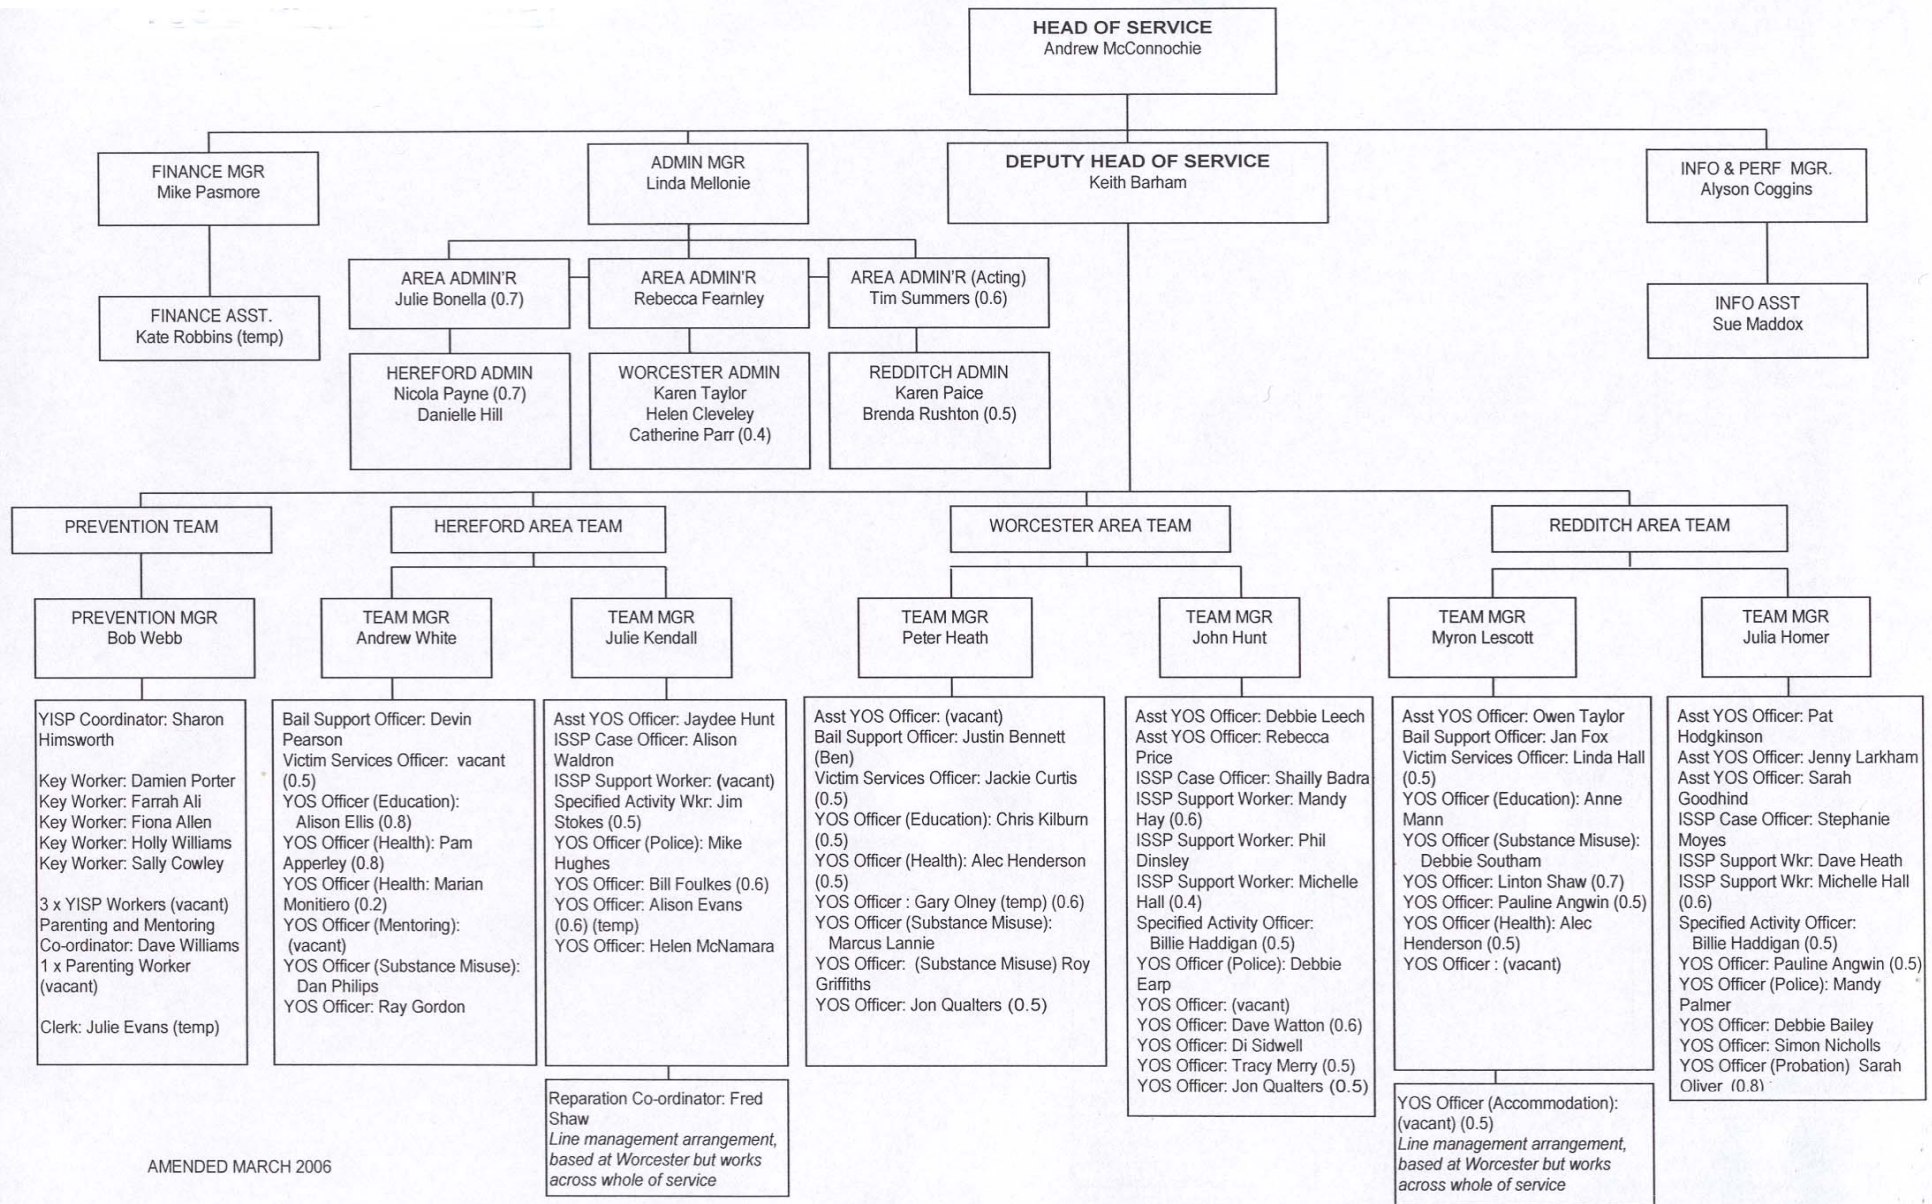 HEAD OF SERVICE
Andrew McConnochie
FINANCE MGR
Mike Pasmore
ADMIN MGR
Linda Mellonie
DEPUTY HEAD OF SERVICE
Keith Barham
INFO & PERF MGR.
Alyson Coggins
FINANCE ASST.
Kate Robbins (temp)
AREA ADMIN'R
Julie Bonella (0.7)
AREA ADMIN'R
Rebecca Fearnley
AREA ADMIN'R (Acting)
Tim Summers (0.6)
INFO ASST
Sue Maddox
HEREFORD ADMIN
Nicola Payne (0.7)
Danielle Hill
WORCESTER ADMIN
Karen Taylor
Helen Cleveley
Catherine Parr (0.4)
REDDITCH ADMIN
Karen Paice
Brenda Rushton (0.5)
PREVENTION TEAM
HEREFORD AREA TEAM
WORCESTER AREA TEAM
REDDITCH AREA TEAM
PREVENTION MGR
Bob Webb
TEAM MGR
Andrew White
TEAM MGR
Julie Kendall
TEAM MGR
Peter Heath
TEAM MGR
John Hunt
TEAM MGR
Myron Lescott
TEAM MGR
Julia Homer
YISP Coordinator: Sharon
Himsworth
Key Worker: Damien Porter
Key Worker: Farrah Ali
Key Worker: Fiona Allen
Key Worker: Holly Williams
Key Worker: Sally Cowley
3 x YISP Workers (vacant)
Parenting and Mentoring
Co-ordinator: Dave Williams
1 x Parenting Worker
(vacant)
Clerk: Julie Evans (temp)
Bail Support Officer: Devin
Pearson
Victim Services Officer: vacant
(0.5)
YOS Officer (Education):
Alison Ellis (0.8)
YOS Officer (Health): Pam
Apperley (0.8)
YOS Officer (Health: Marian
Monitiero (0.2)
YOS Officer (Mentoring):
(vacant)
YOS Officer (Substance Misuse):
Dan Philips
YOS Officer: Ray Gordon
Asst YOS Officer: Jaydee Hunt
ISSP Case Officer: Alison
Waldron
ISSP Support Worker: (vacant)
Specified Activity Wkr: Jim
Stokes (0.5)
YOS Officer (Police): Mike
Hughes
YOS Officer: Bill Foulkes (0.6)
YOS Officer: Alison Evans
(0.6) (temp)
YOS Officer: Helen McNamara
Reparation Co-ordinator: Fred
Shaw
Line management arrangement,
based at Worcester but works
across whole of service
Asst YOS Officer: (vacant)
Bail Support Officer: Justin Bennett
(Ben)
Victim Services Officer: Jackie Curtis
(0.5)
YOS Officer (Education): Chris Kilburn
(0.5)
YOS Officer (Health): Alec Henderson
(0.5)
YOS Officer : Gary Olney (temp) (0.6)
YOS Officer (Substance Misuse):
Marcus Lannie
YOS Officer: (Substance Misuse) Roy
Griffiths
YOS Officer: Jon Qualters (0.5)
Asst YOS Officer: Debbie Leech
Asst YOS Officer: Rebecca
Price
ISSP Case Officer: Shailly Badra
ISSP Support Worker: Mandy
Hay (0.6)
ISSP Support Worker: Phil
Dinsley
ISSP Support Worker: Michelle
Hall (0.4)
Specified Activity Officer:
Billie Haddigan (0.5)
YOS Officer (Police): Debbie
Earp
YOS Officer: (vacant)
YOS Officer: Dave Watton (0.6)
YOS Officer: Di Sidwell
YOS Officer: Tracy Merry (0.5)
YOS Officer: Jon Qualters (0.5)
Asst YOS Officer: Owen Taylor
Bail Support Officer: Jan Fox
Victim Services Officer: Linda Hall
(0.5)
YOS Officer (Education): Anne
Mann
YOS Officer (Substance Misuse):
Debbie Southam
YOS Officer: Linton Shaw (0.7)
YOS Officer: Pauline Angwin (0.5)
YOS Officer (Health): Alec
Henderson (0.5)
YOS Officer : (vacant)
YOS Officer (Accommodation):
(vacant) (0.5)
Line management arrangement,
based at Worcester but works
across whole of service
Asst YOS Officer: Pat
Hodgkinson
Asst YOS Officer: Jenny Larkham
Asst YOS Officer: Sarah
Goodhind
ISSP Case Officer: Stephanie
Moyes
ISSP Support Wkr: Dave Heath
ISSP Support Wkr: Michelle Hall
(0.6)
Specified Activity Officer:
Billie Haddigan (0.5)
YOS Officer: Pauline Angwin (0.5)
YOS Officer (Police): Mandy
Palmer
YOS Officer: Debbie Bailey
YOS Officer: Simon Nicholls
YOS Officer (Probation) Sarah
Oliver (0.8)
AMENDED MARCH 2006